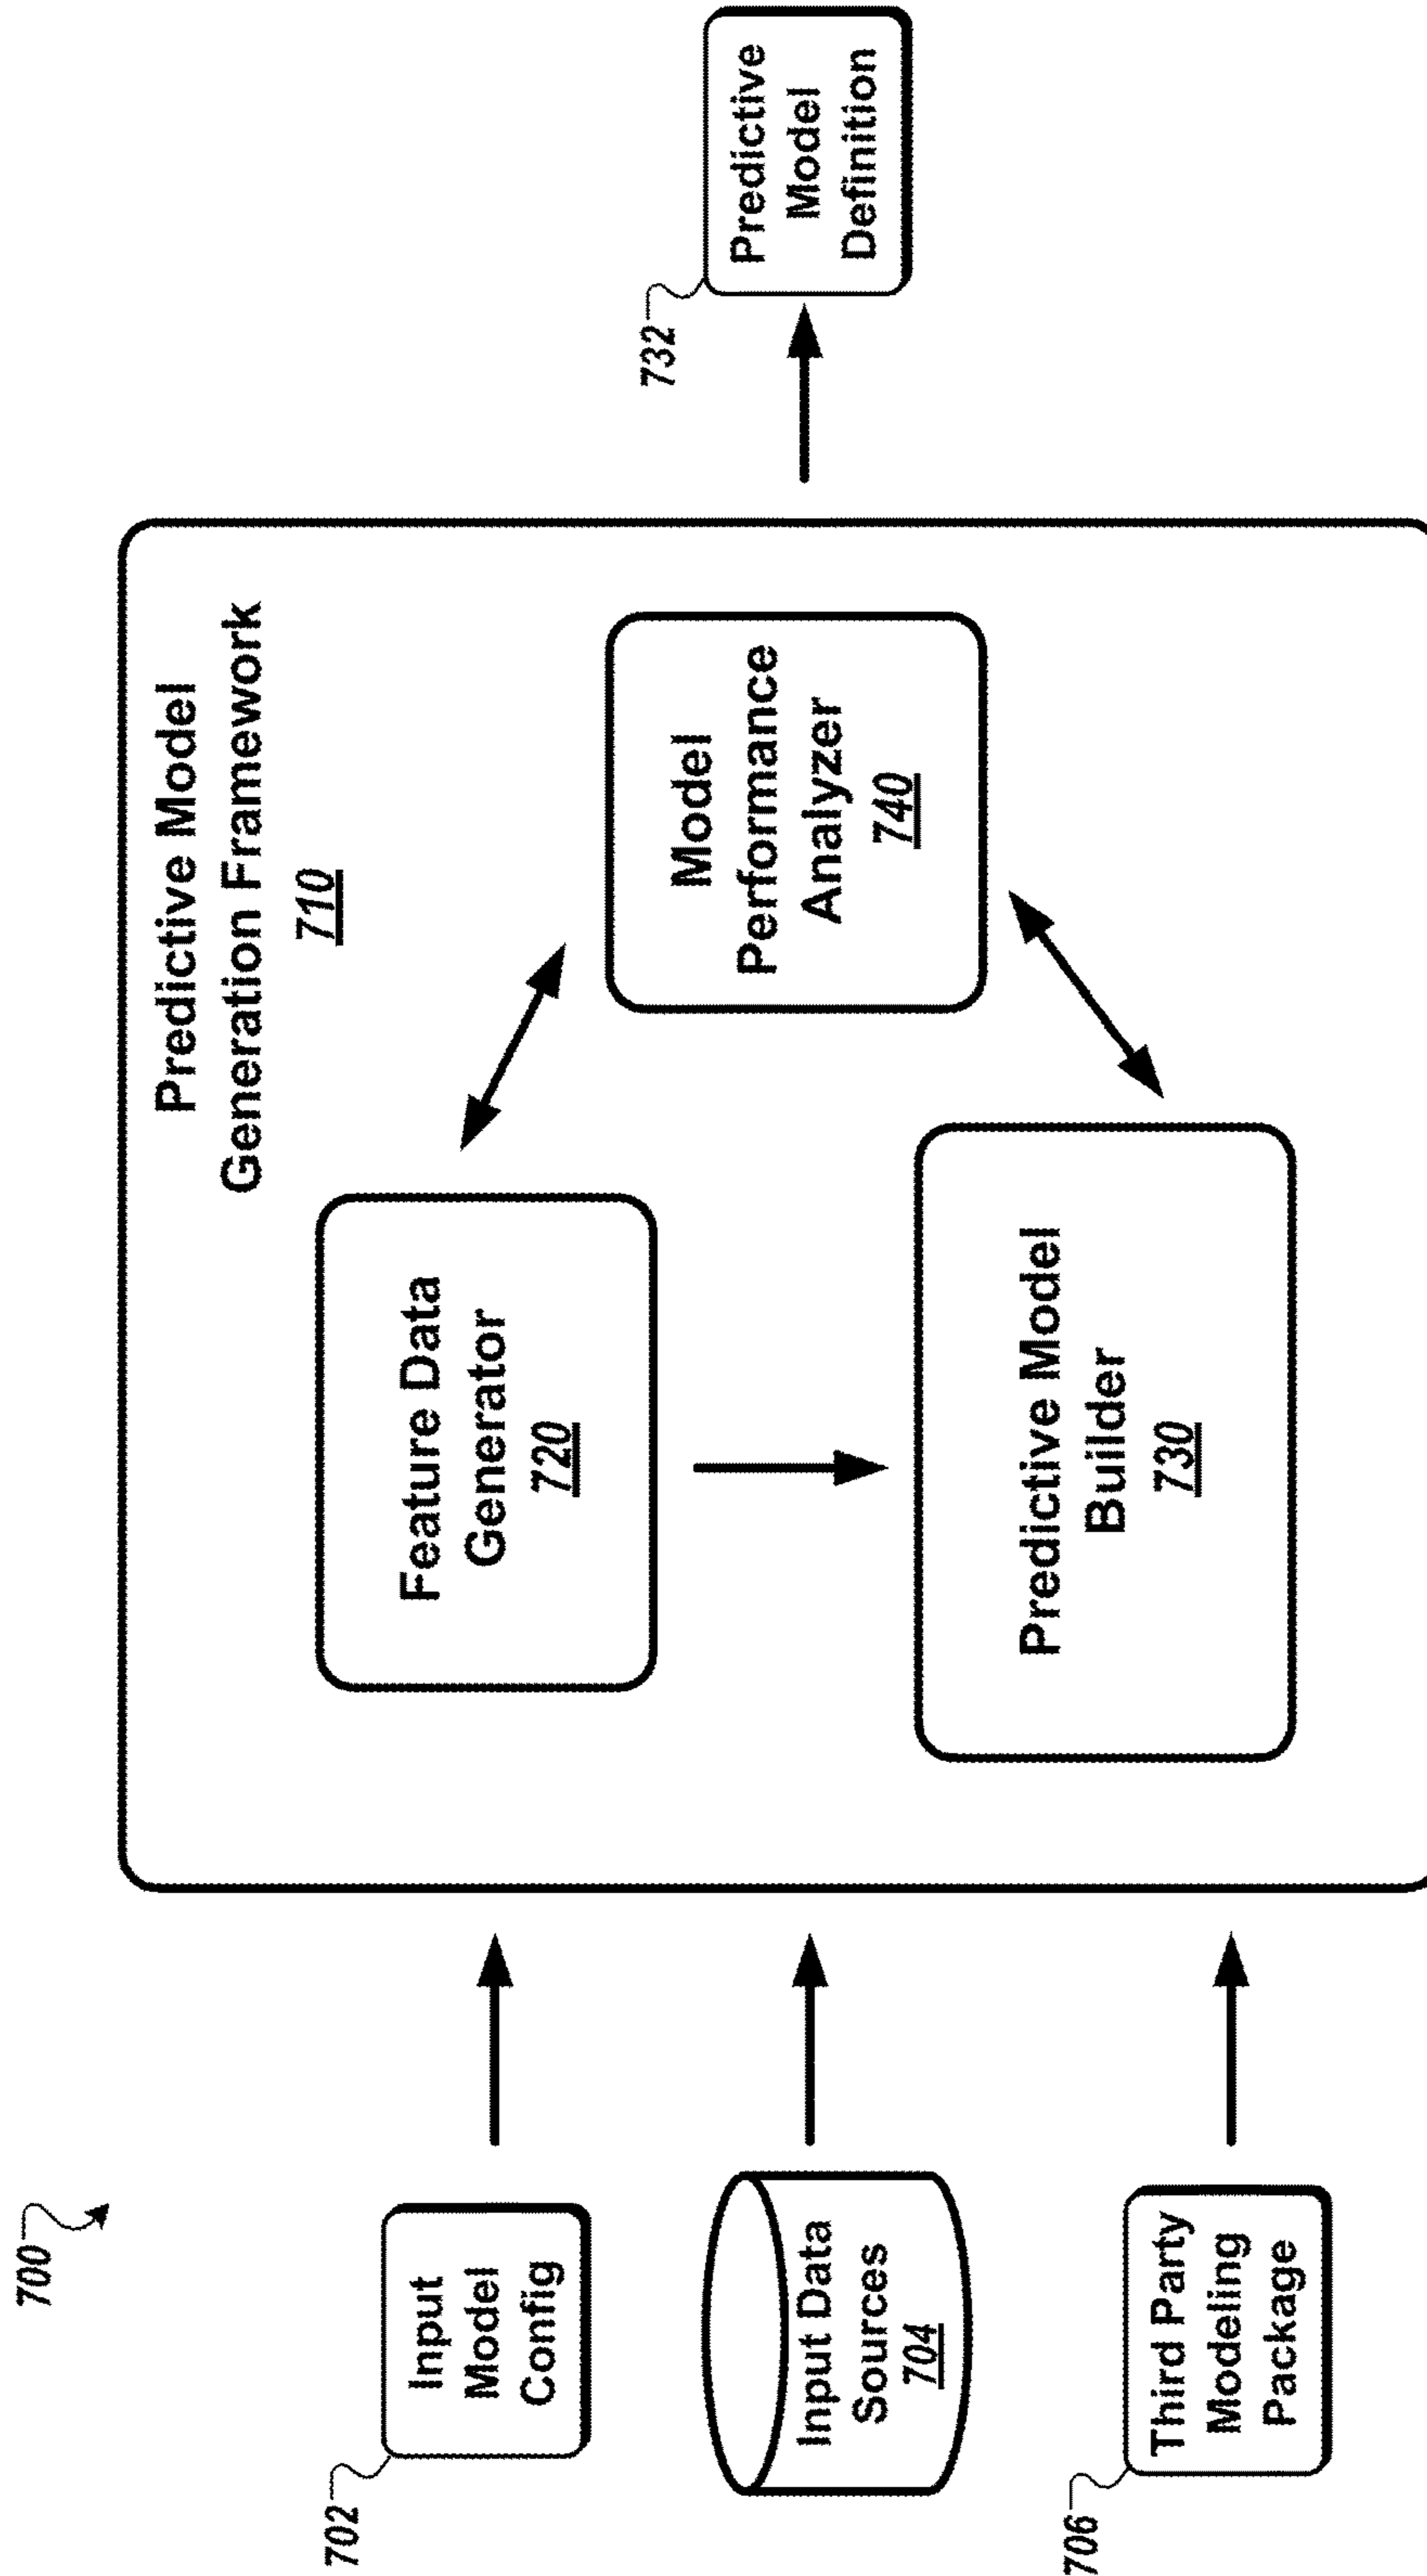 700
702
Input
Model
Config
Input Data
Sources
704
706
Third Party
Modeling
Package
Predictive Model
Generation Framework
710
Feature Data
Generator
720
Model
Performance
Analyzer
740
Predictive Model
Builder
730
732
Predictive
Model
Definition